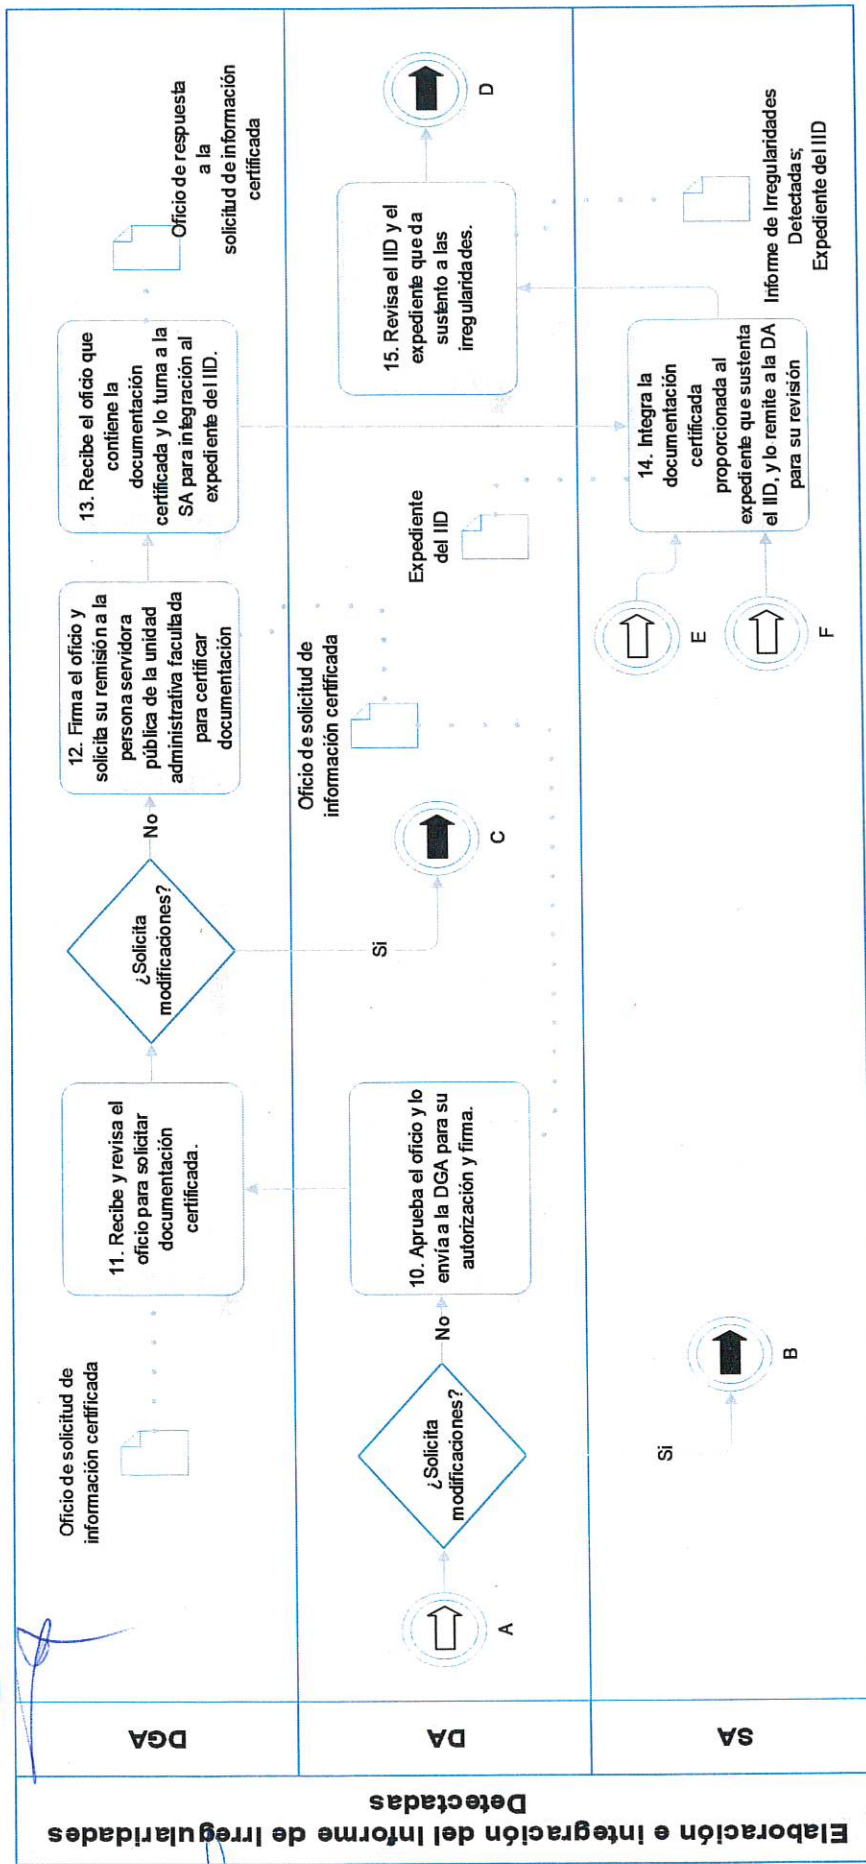 Elaboración e integración del Informe de Irregularidades
Detectadas
DGA
Oficio de solicitud de
información certificada
11. Recibe y revisa el
oficio para solicitar
documentación
certificada.
¿Solicita
modificaciones?
No
12. Firma el oficio y
solicita su remisión a la
persona servidora
pública de la unidad
administrativa facultada
para certificar
documentación
13. Recibe el oficio que
contiene la
documentación
certificada y lo turna a la
SA para integración al
expediente del IID.
Oficio de respuesta
a la
solicitud de información
certificada
DA
A
¿Solicita
modificaciones?
No
10. Aprueba el oficio y lo
envía a la DGA para su
autorización y firma.
Si
C
Oficio de solicitud de
información certificada
Expediente
del IID
15. Revisa el IID y el
expediente que da
sustento a las
irregularidades.
D
SA
Si
B
E
F
14. Integra la
documentación
certificada
proporcionada al
expediente que sustenta
el IID, y lo remite a la DA
para su revisión
Informe de Irregularidades
Detectadas;
Expediente del IID